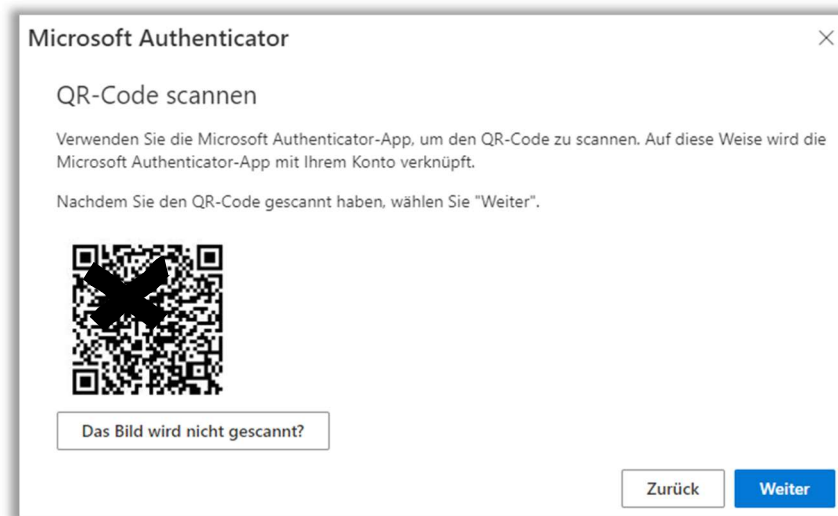 Microsoft Authenticator
QR-Code scannen
Verwenden Sie die Microsoft Authenticator-App, um den QR-Code zu scannen. Auf diese Weise wird die
Microsoft Authenticator-App mit Ihrem Konto verknüpft.
Nachdem Sie den QR-Code gescannt haben, wählen Sie "Weiter".
Das Bild wird nicht gescannt?
Zurück
Weiter